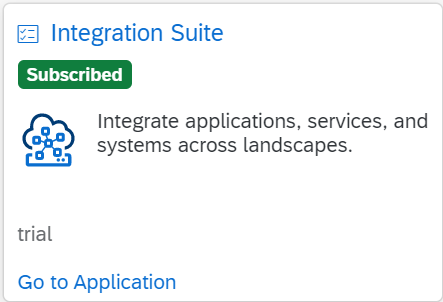 Integration Suite
Subscribed
Integrate applications, services, and
systems across landscapes.
trial
Go to Application